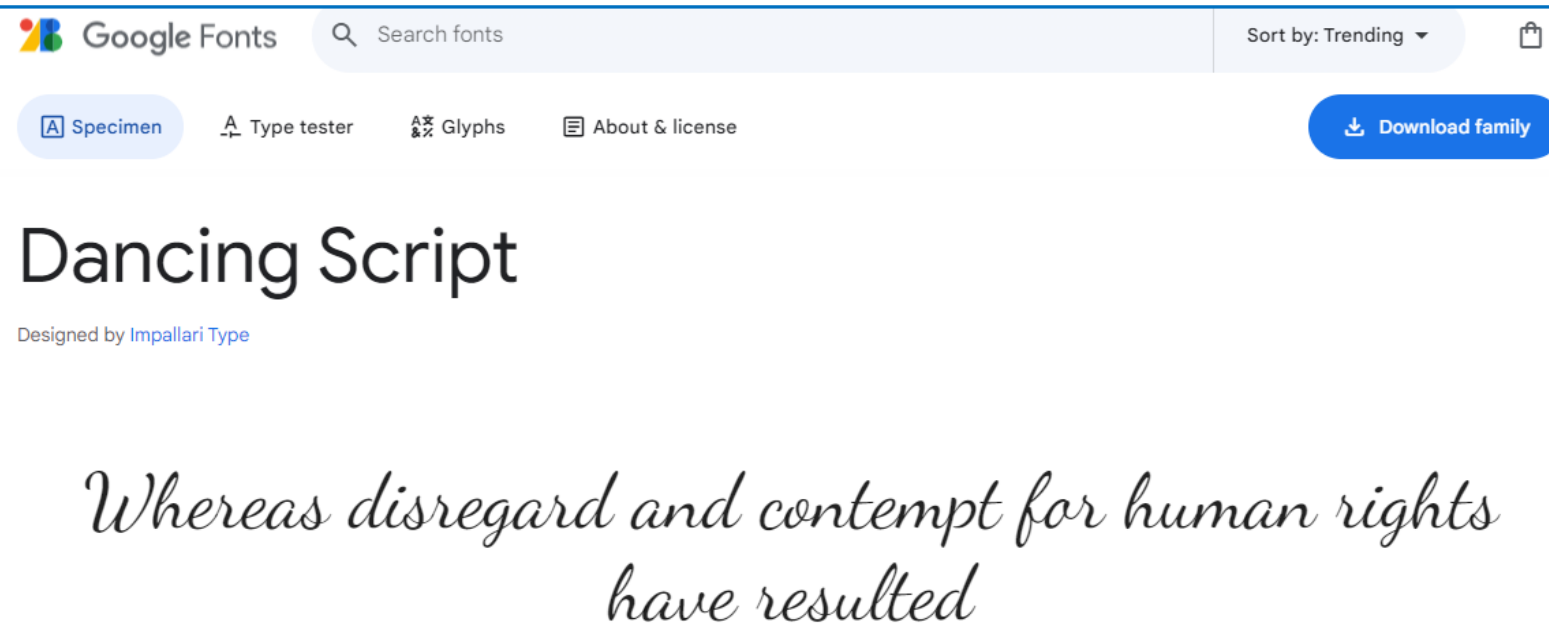 Google Fonts Search fonts Sort by: Trending
Specimen Type tester Glyphs About & license Download family
Dancing Script
Designed by Impallari Type
Whereas disregard and contempt for human rights
have resulted